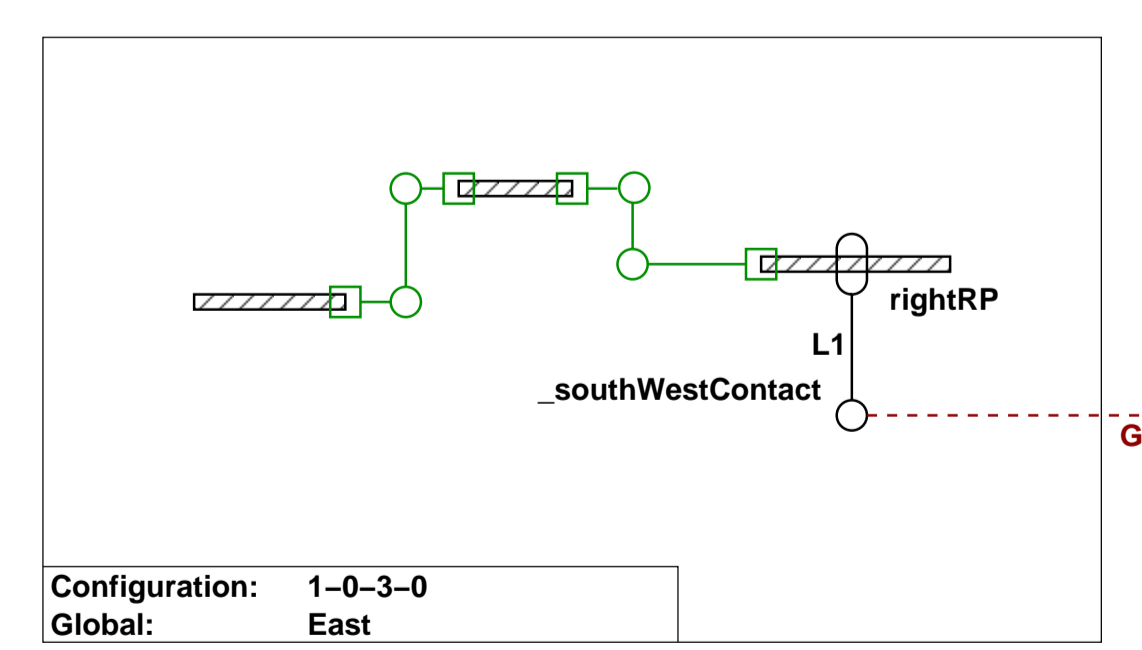 rightRP
L1
_southWestContact
G
Configuration: 1–0–3–0
Global: East